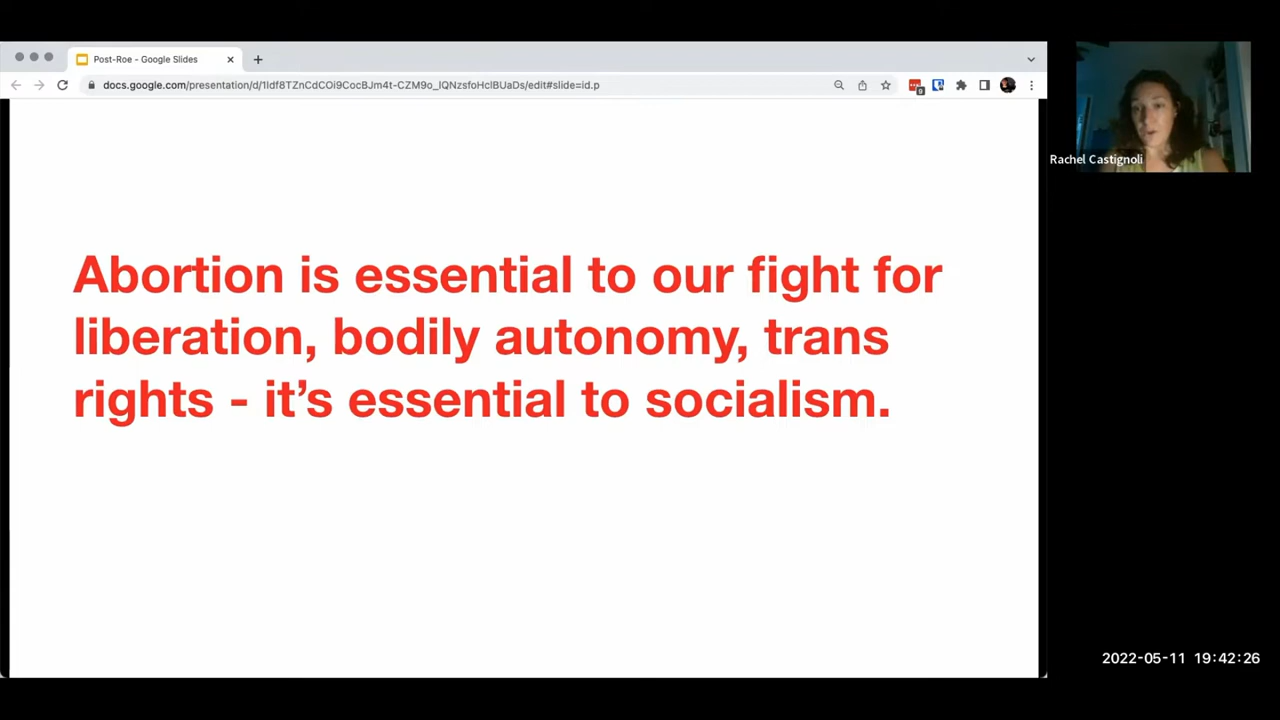 Post-Roe - Google Slides
docs.google.com/presentation/d/1Idf8TZnCdCOi9CocBJm4t-CZM9o_lQNzsfoHclBUaDs/edit#slide=id.p
Rachel Castignoli
Abortion is essential to our fight for
liberation, bodily autonomy, trans
rights - it's essential to socialism.
2022-05-11 19:42:26